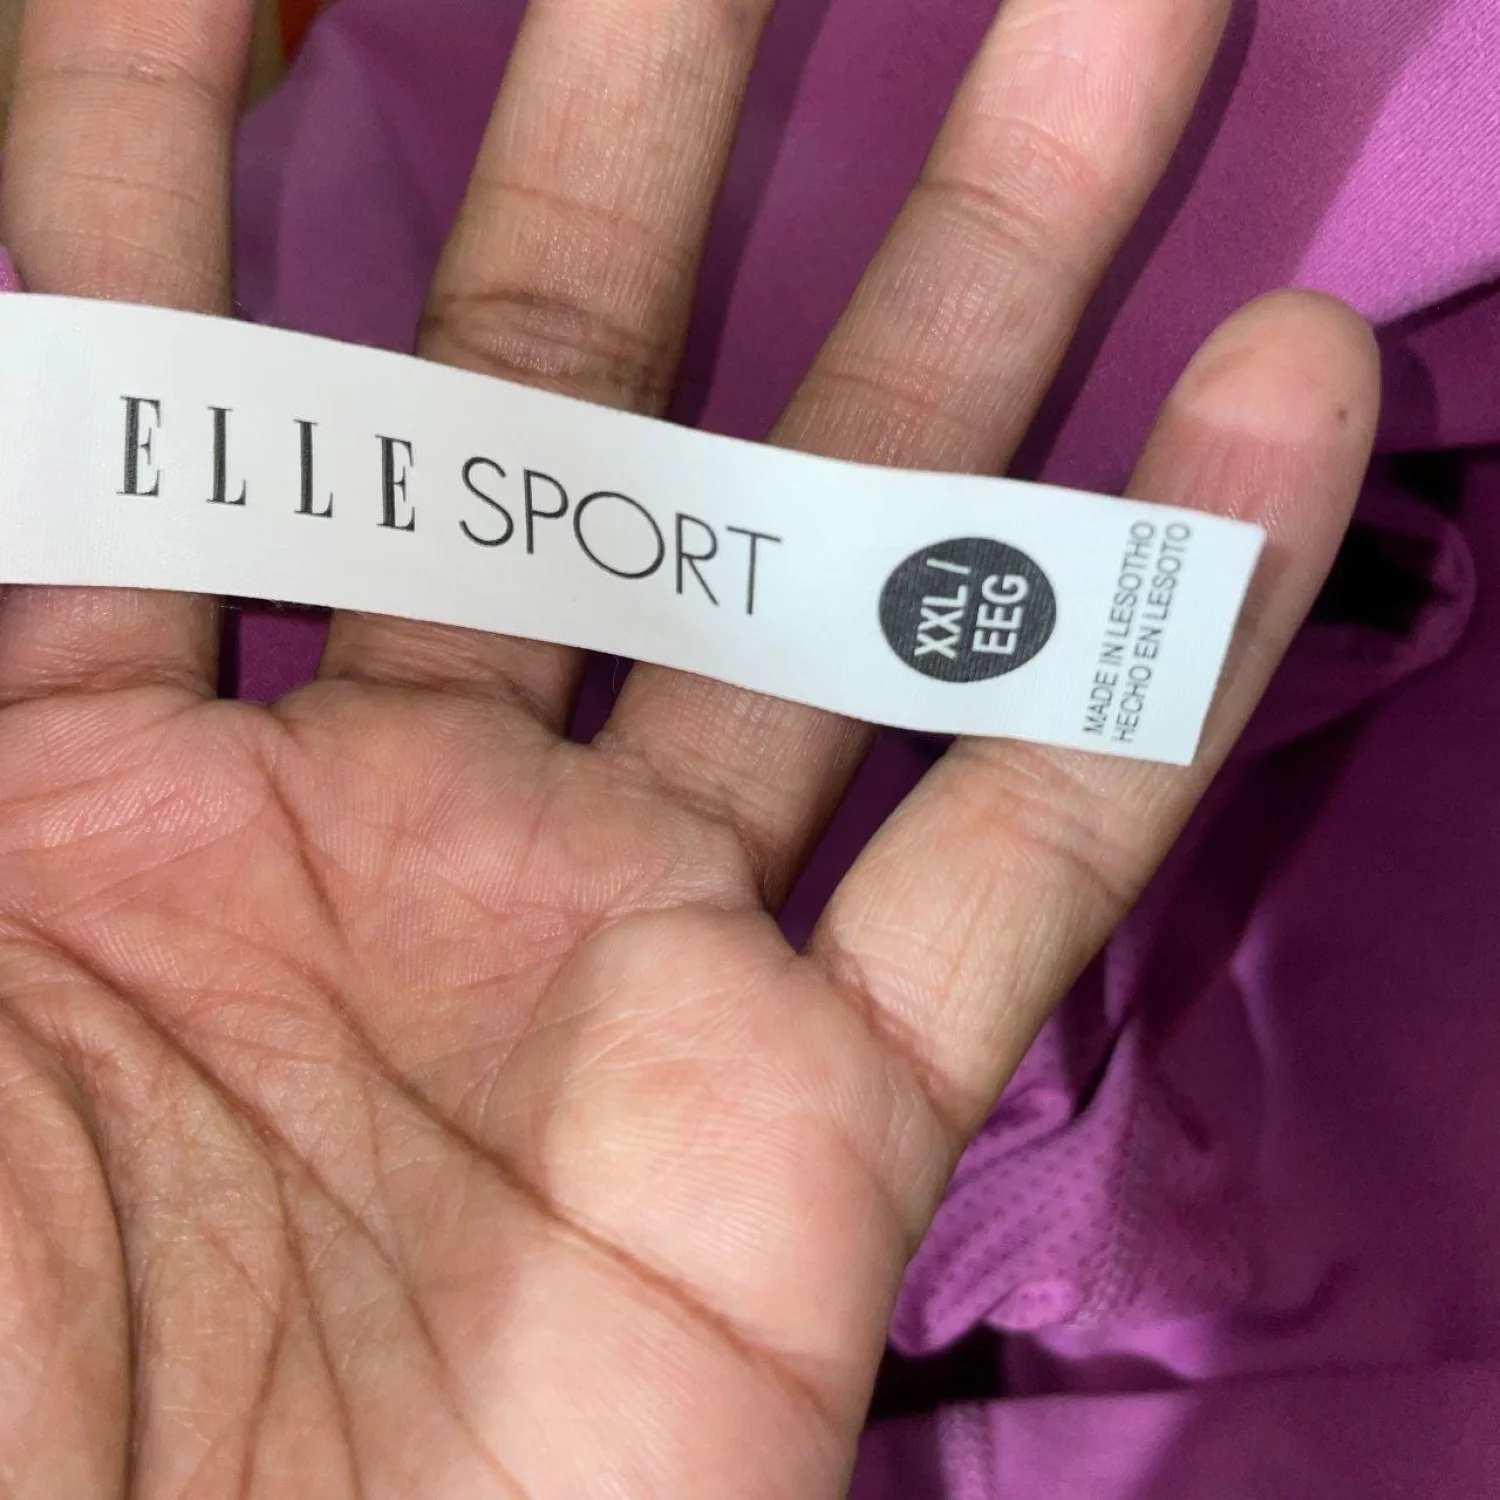 ELLE SPORT
XXL /
EEG
MADE IN LESOTHO
HECHO EN LESOTO